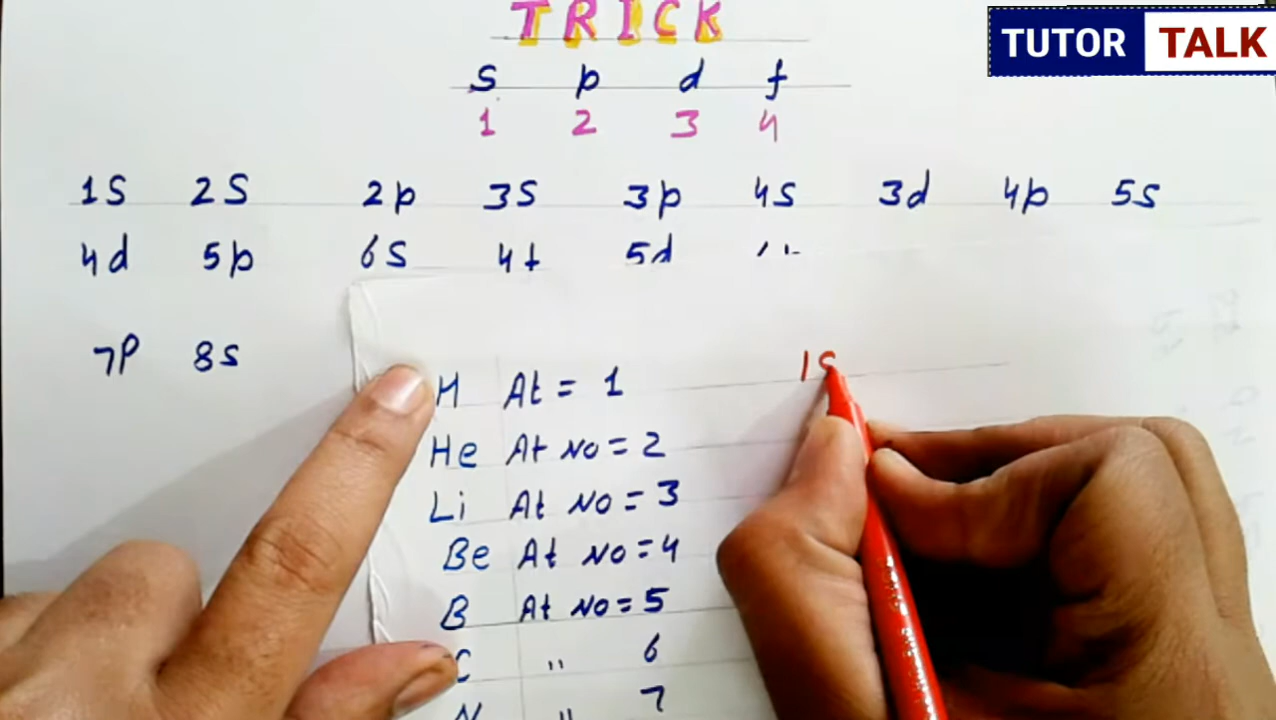 TRICK
TUTOR TALK
s p d f
1 2 3 4
1s 2s 2p 3s 3p 4s 3d 4p 5s
4d 5p 6s 4f 5d
7p 8s
1s
H At = 1
He At No = 2
Li At No = 3
Be At No = 4
B At No = 5
C " 6
N " 7